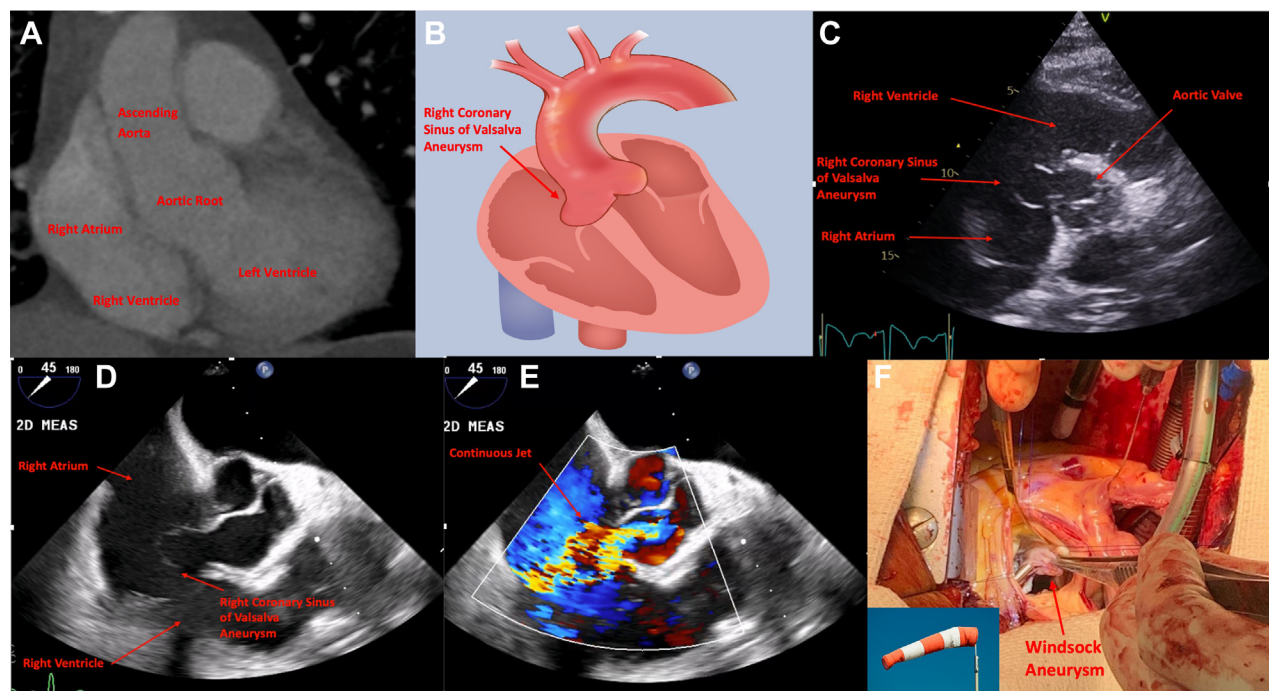 A
Ascending
Aorta
Aortic Root
Right Atrium
Left Ventricle
Right Ventricle
B
Right Coronary
Sinus of Valsalva
Aneurysm
C
V
5
Right Ventricle
Aortic Valve
Right Coronary Sinus
of Valsalva
Aneurysm
10
Right Atrium
15
D
0 45 180
P
2D MEAS
Right Atrium
Right Coronary Sinus
of Valsalva
Aneurysm
Right Ventricle
E
0 45 180
P
2D MEAS
Continuous Jet
F
Windsock
Aneurysm